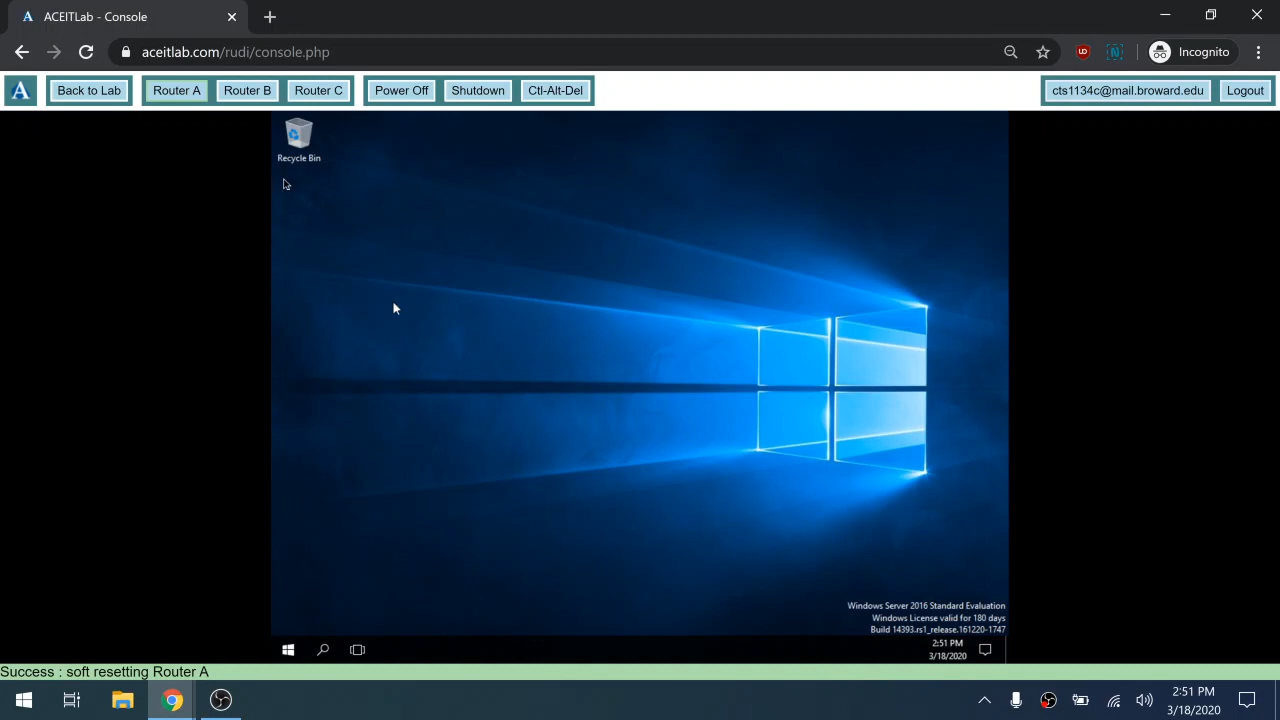 ACEITLab - Console
aceitlab.com/rudi/console.php
Incognito
Back to Lab
Router A
Router B
Router C
Power Off
Shutdown
Ctl-Alt-Del
cts1134c@mail.broward.edu
Logout
Recycle Bin
Windows Server 2016 Standard Evaluation
Windows License valid for 180 days
Build 14393.rs1_release.161220-1747
2:51 PM
3/18/2020
Success : soft resetting Router A
2:51 PM
3/18/2020